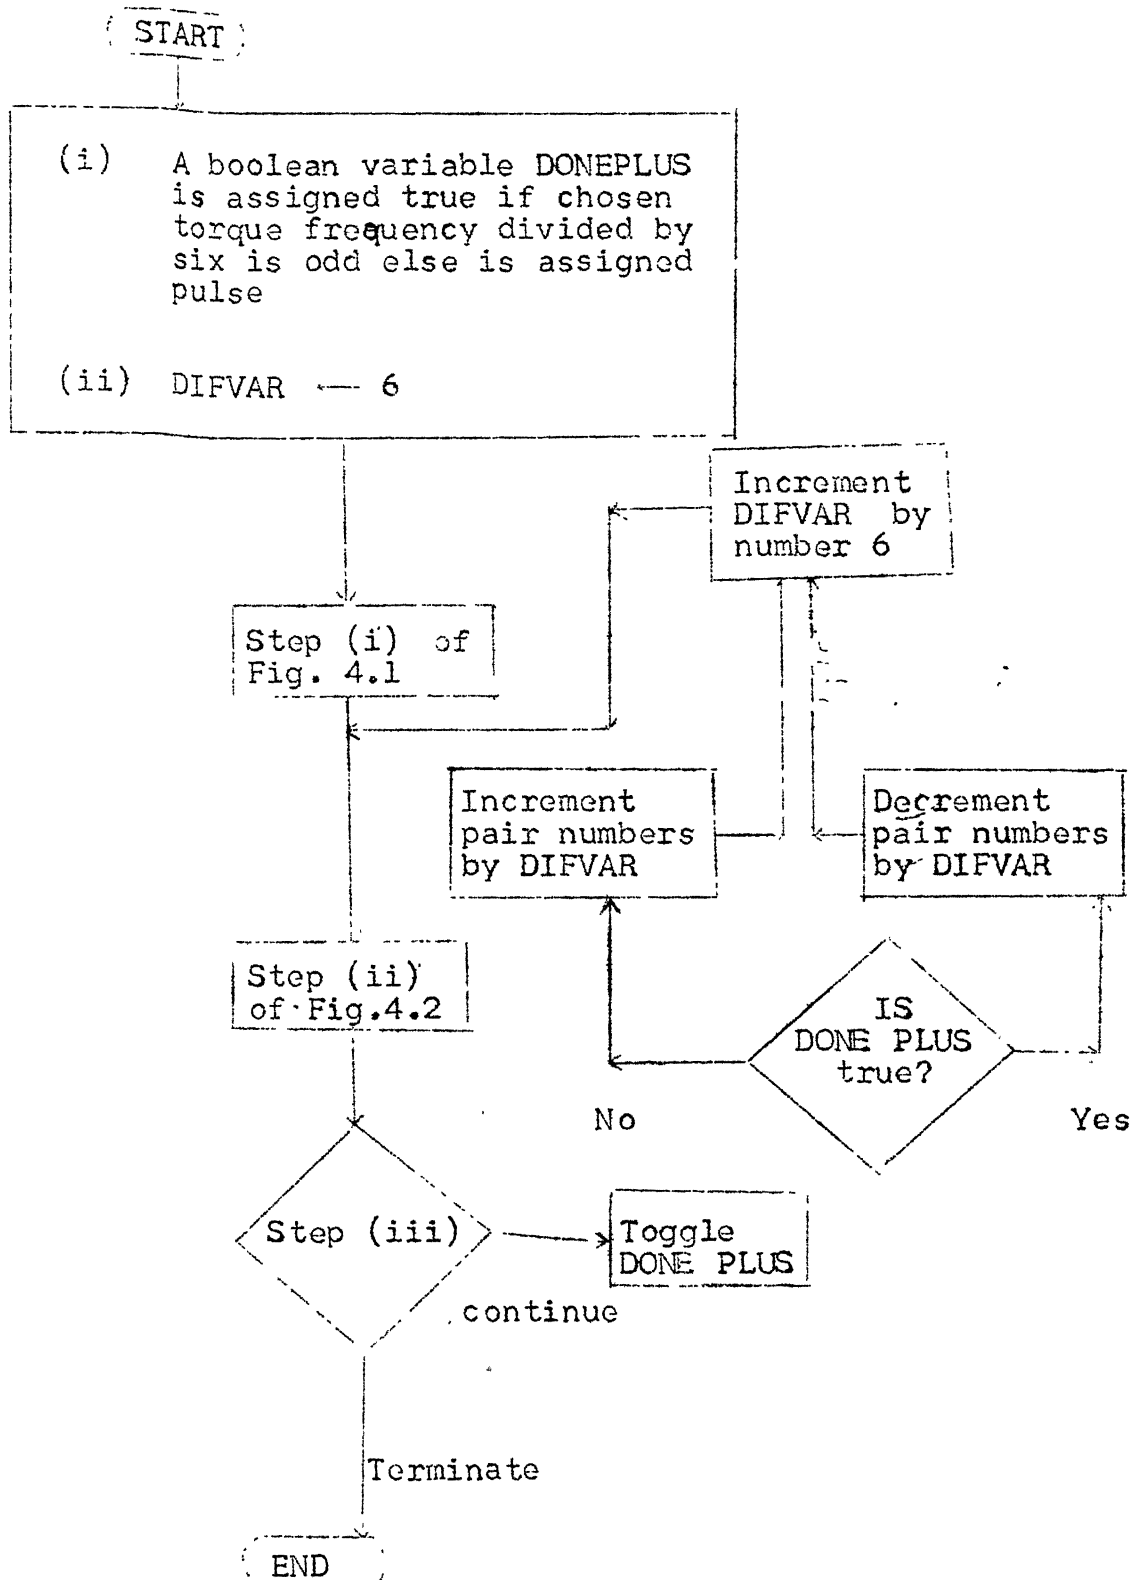 START
(i) A boolean variable DONEPLUS
is assigned true if chosen
torque frequency divided by
six is odd else is assigned
pulse
(ii) DIFVAR ← 6
Increment
DIFVAR by
number 6
Step (i) of
Fig. 4.1
Increment
pair numbers
by DIFVAR
Decrement
pair numbers
by DIFVAR
Step (ii)
of Fig.4.2
IS
DONE PLUS
true?
No
Yes
Step (iii)
Toggle
DONE PLUS
continue
Terminate
END